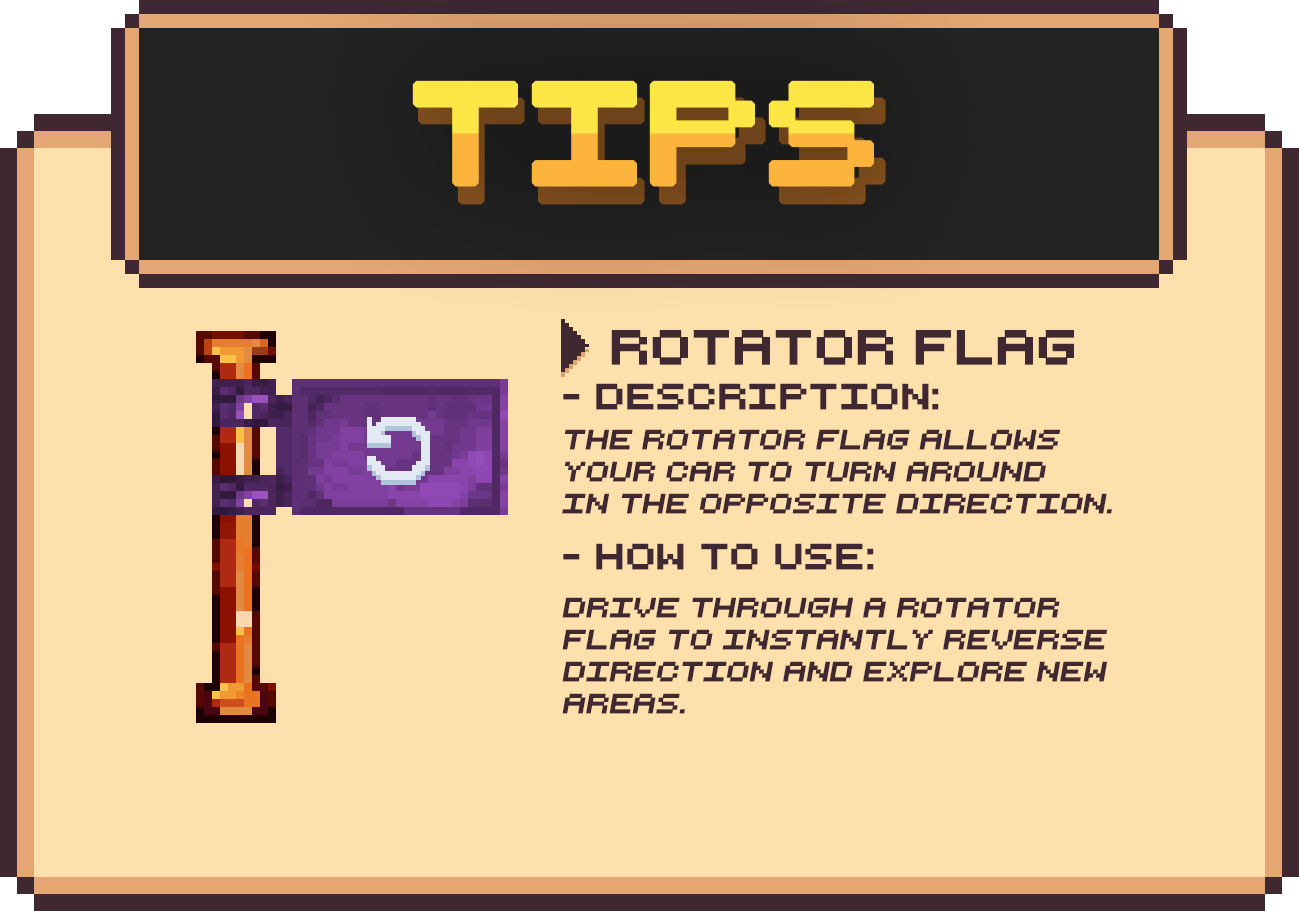 TIPS
ROTATOR FLAG
- DESCRIPTION:
THE ROTATOR FLAG ALLOWS
YOUR CAR TO TURN AROUND
IN THE OPPOSITE DIRECTION.
- HOW TO USE:
DRIVE THROUGH A ROTATOR
FLAG TO INSTANTLY REVERSE
DIRECTION AND EXPLORE NEW
AREAS.